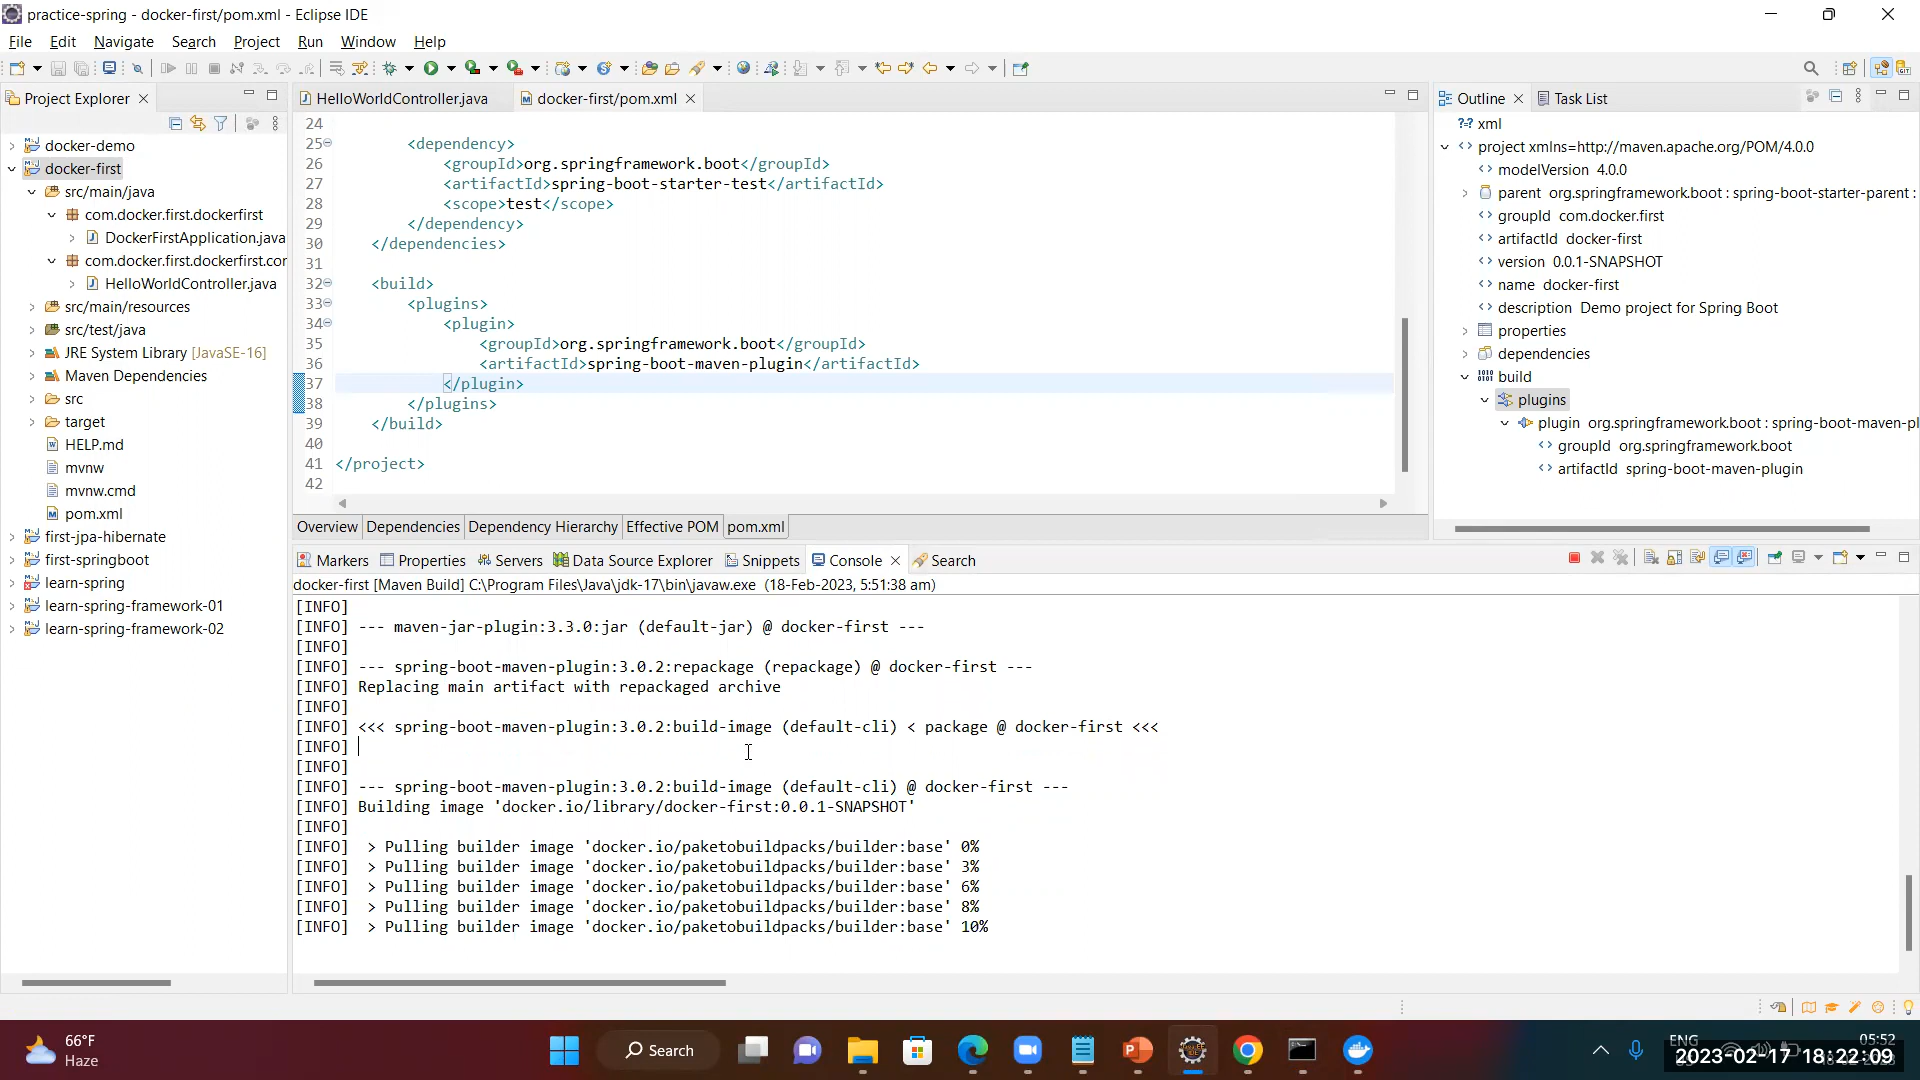 practice-spring - docker-first/pom.xml - Eclipse IDE
File Edit Navigate Search Project Run Window Help
Project Explorer
docker-demo
docker-first
src/main/java
com.docker.first.dockerfirst
DockerFirstApplication.java
com.docker.first.dockerfirst.cor
HelloWorldController.java
src/main/resources
src/test/java
JRE System Library [JavaSE-16]
Maven Dependencies
src
target
HELP.md
mvnw
mvnw.cmd
pom.xml
first-jpa-hibernate
first-springboot
learn-spring
learn-spring-framework-01
learn-spring-framework-02
HelloWorldController.java docker-first/pom.xml
24
25 <dependency>
26 <groupId>org.springframework.boot</groupId>
27 <artifactId>spring-boot-starter-test</artifactId>
28 <scope>test</scope>
29 </dependency>
30 </dependencies>
31
32 <build>
33 <plugins>
34 <plugin>
35 <groupId>org.springframework.boot</groupId>
36 <artifactId>spring-boot-maven-plugin</artifactId>
37 </plugin>
38 </plugins>
39 </build>
40
41 </project>
42
Overview Dependencies Dependency Hierarchy Effective POM pom.xml
Outline Task List
xml
project xmlns=http://maven.apache.org/POM/4.0.0
modelVersion 4.0.0
parent org.springframework.boot : spring-boot-starter-parent :
groupId com.docker.first
artifactId docker-first
version 0.0.1-SNAPSHOT
name docker-first
description Demo project for Spring Boot
properties
dependencies
build
plugins
plugin org.springframework.boot : spring-boot-maven-pl
groupId org.springframework.boot
artifactId spring-boot-maven-plugin
Markers Properties Servers Data Source Explorer Snippets Console Search
docker-first [Maven Build] C:\Program Files\Java\jdk-17\bin\javaw.exe (18-Feb-2023, 5:51:38 am)
[INFO]
[INFO] --- maven-jar-plugin:3.3.0:jar (default-jar) @ docker-first ---
[INFO]
[INFO] --- spring-boot-maven-plugin:3.0.2:repackage (repackage) @ docker-first ---
[INFO] Replacing main artifact with repackaged archive
[INFO]
[INFO] <<< spring-boot-maven-plugin:3.0.2:build-image (default-cli) < package @ docker-first <<<
[INFO]
[INFO]
[INFO] --- spring-boot-maven-plugin:3.0.2:build-image (default-cli) @ docker-first ---
[INFO] Building image 'docker.io/library/docker-first:0.0.1-SNAPSHOT'
[INFO]
[INFO] > Pulling builder image 'docker.io/paketobuildpacks/builder:base' 0%
[INFO] > Pulling builder image 'docker.io/paketobuildpacks/builder:base' 3%
[INFO] > Pulling builder image 'docker.io/paketobuildpacks/builder:base' 6%
[INFO] > Pulling builder image 'docker.io/paketobuildpacks/builder:base' 8%
[INFO] > Pulling builder image 'docker.io/paketobuildpacks/builder:base' 10%
66°F
Haze
Search
ENG
05:52
2023-02-17 18:22:09